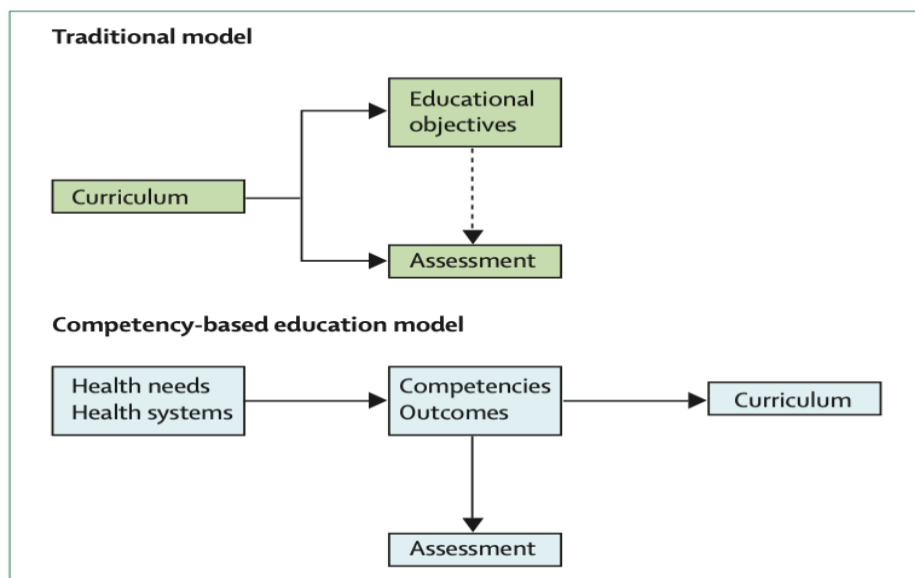 Traditional model
Educational
objectives
Curriculum
Assessment
Competency-based education model
Health needs
Health systems
Competencies
Outcomes
Curriculum
Assessment